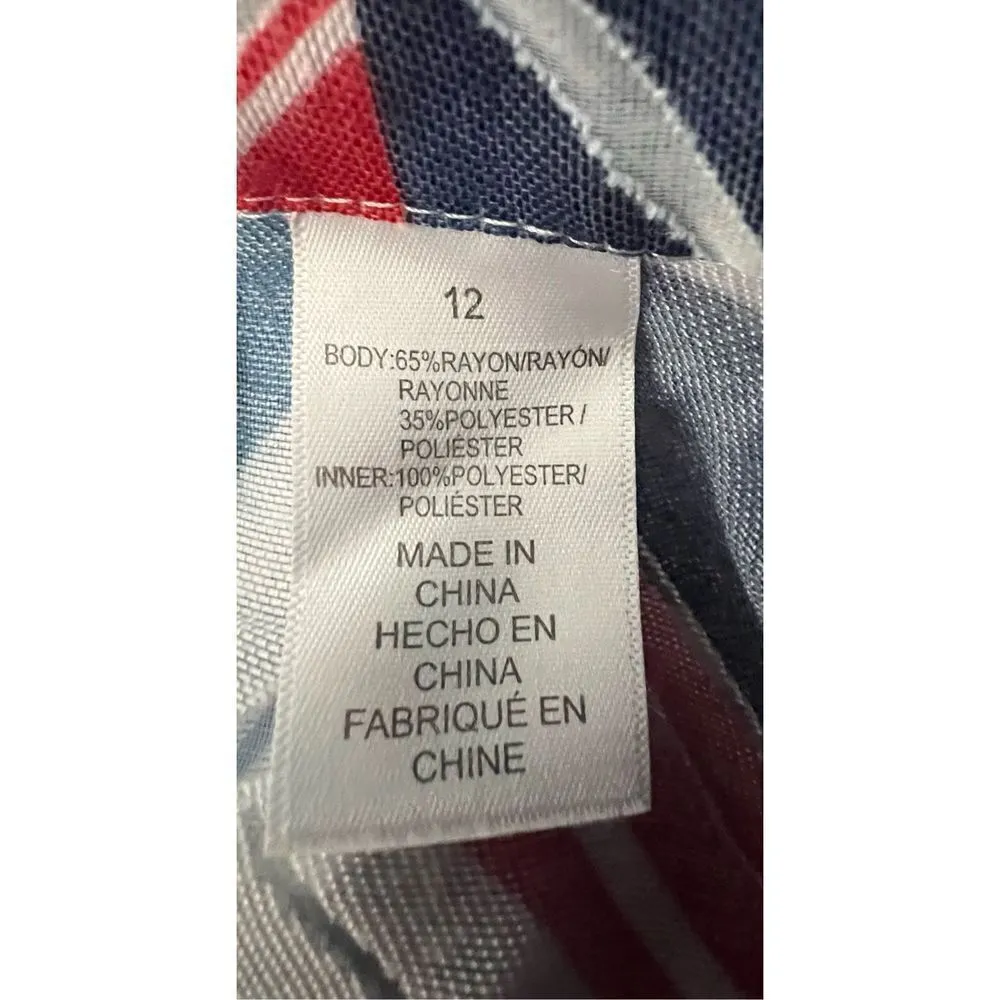 12
BODY:65%RAYON/RAYÓN/
RAYONNE
35%POLYESTER /
POLIÉSTER
INNER:100%POLYESTER/
POLIÉSTER
MADE IN
CHINA
HECHO EN
CHINA
FABRIQUÉ EN
CHINE